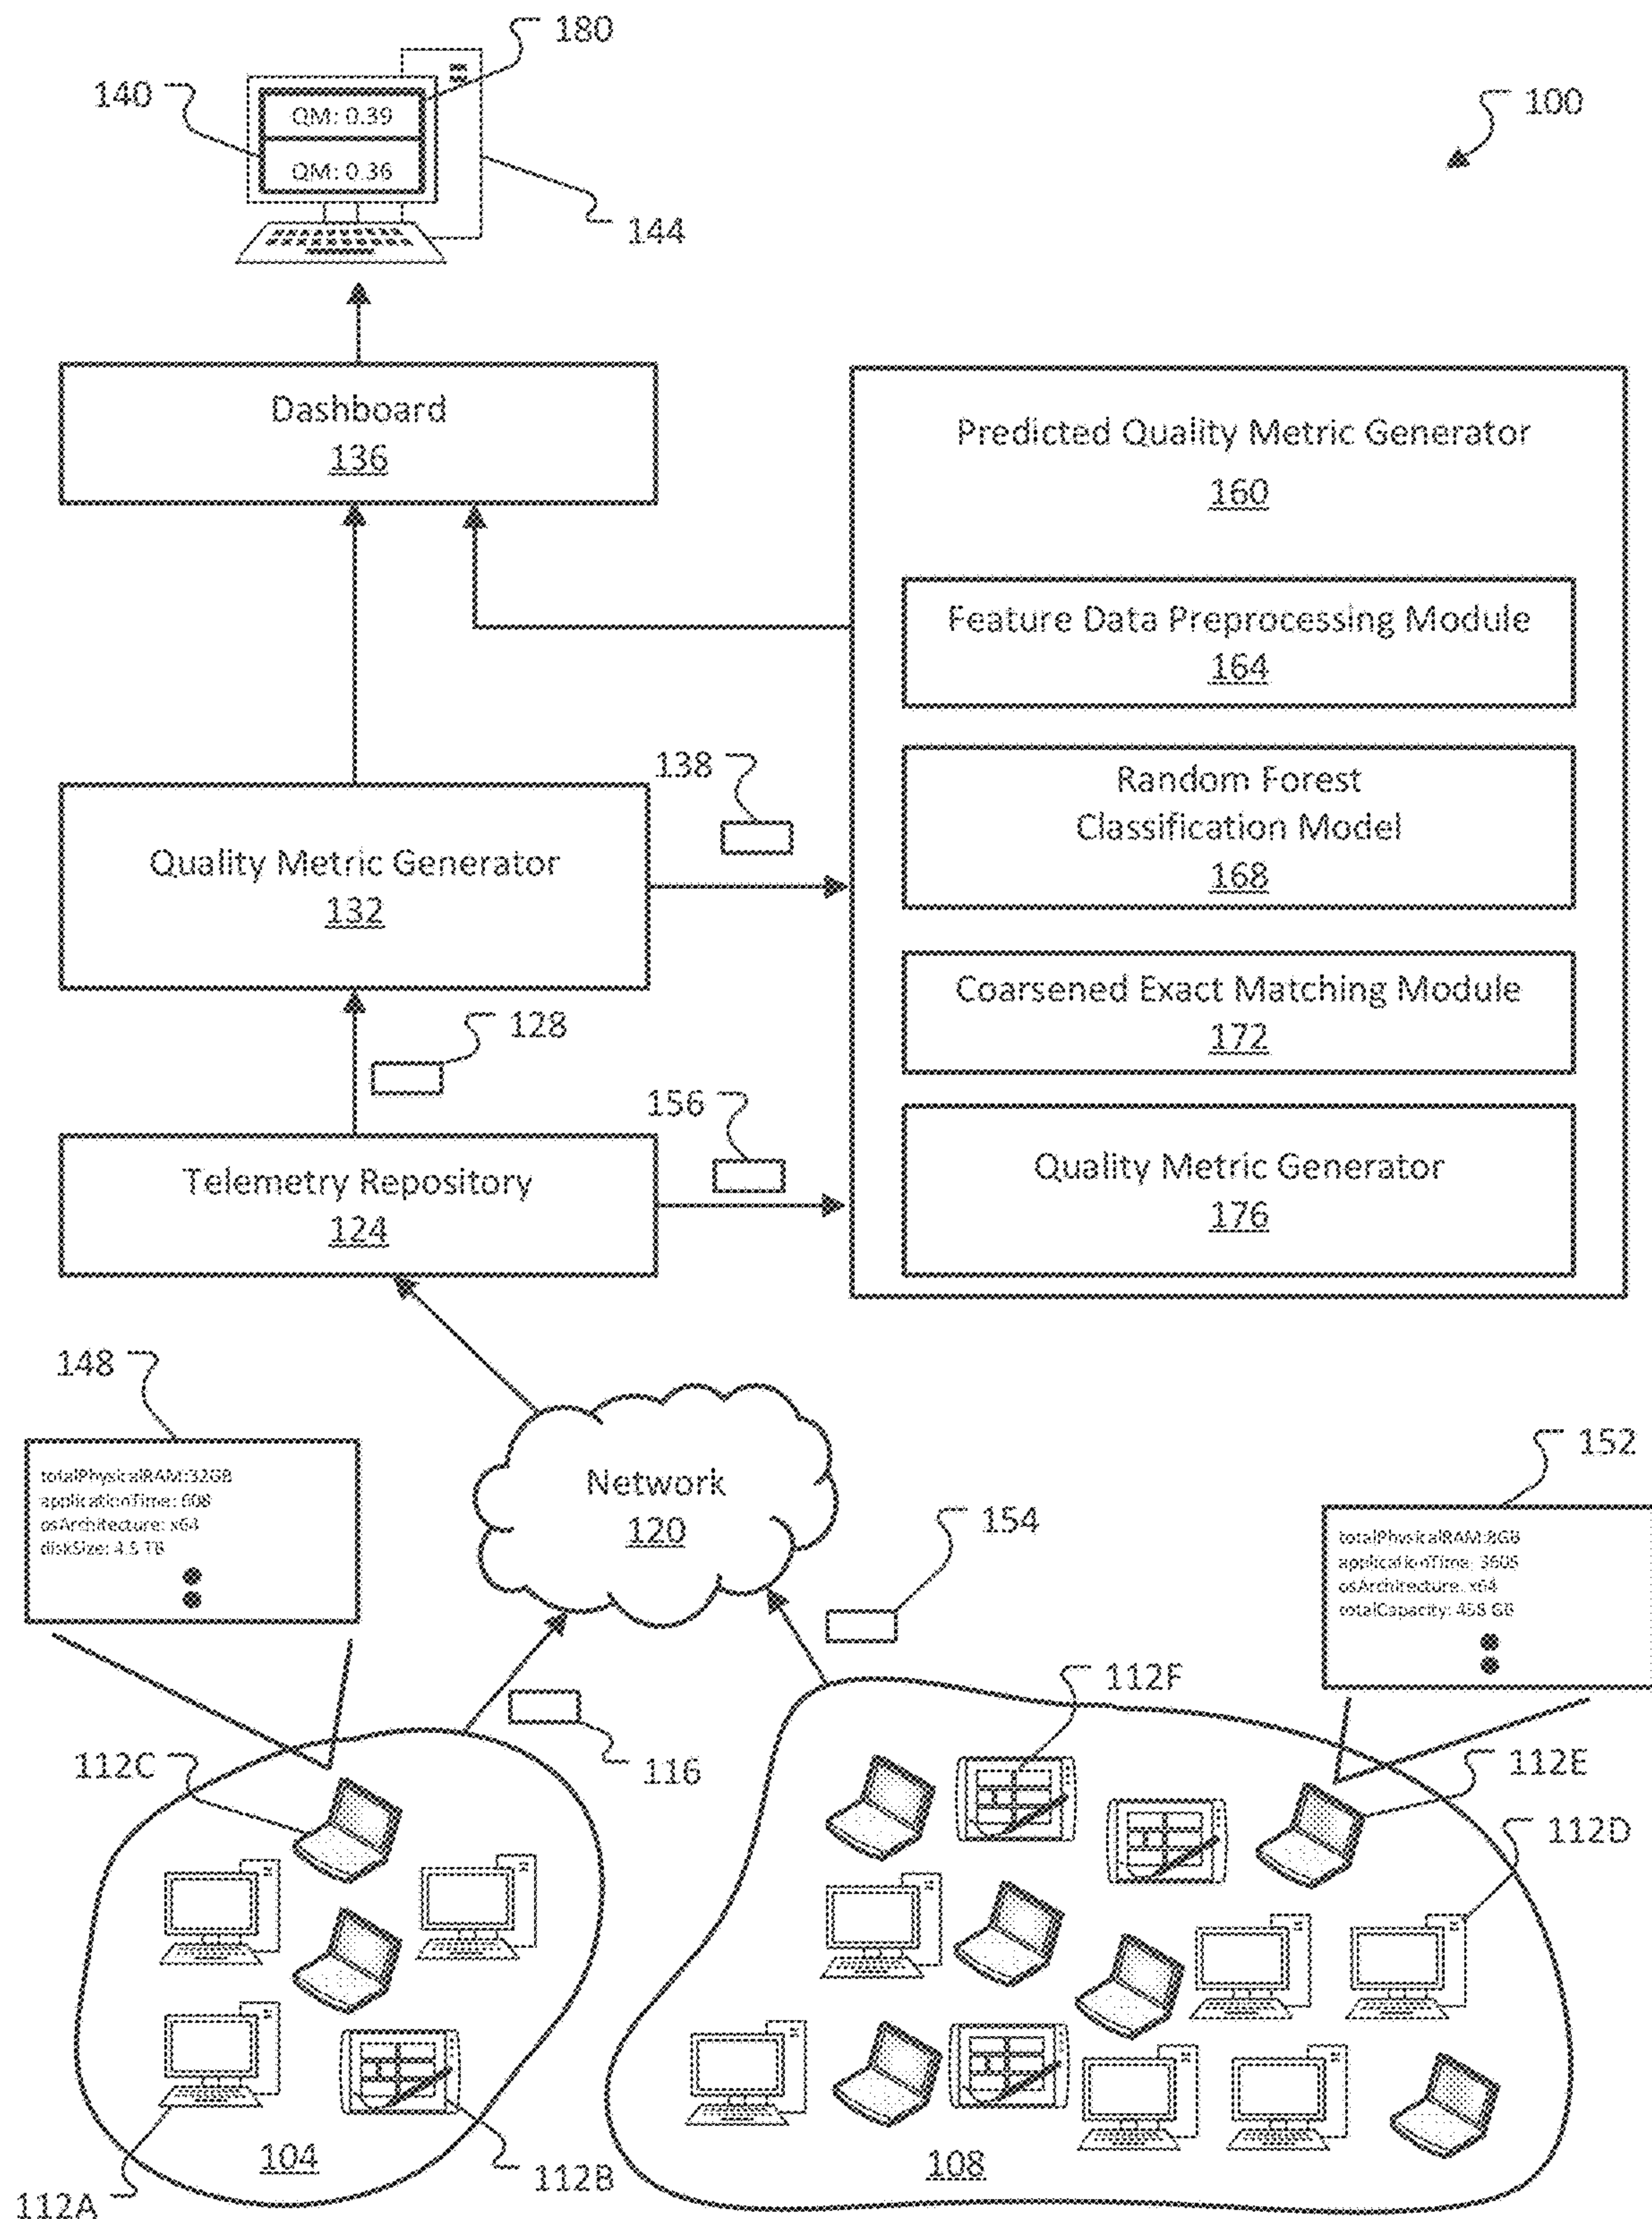 180
140
QM: 0.39
QM: 0.36
100
144
Dashboard
136
Predicted Quality Metric Generator
160
Feature Data Preprocessing Module
164
138
Random Forest
Classification Model
168
Quality Metric Generator
132
Coarsened Exact Matching Module
172
128
156
Telemetry Repository
124
Quality Metric Generator
176
148
totalPhysicalRAM:32GB
applicationTime: 608
osArchitecture: x64
diskSize: 4.5 TB
Network
120
154
152
totalPhysicalRAM:8GB
applicationTime: 3605
osArchitecture: x64
totalCapacity: 458 GB
112F
116
112C
112E
112D
104
112B
112A
108